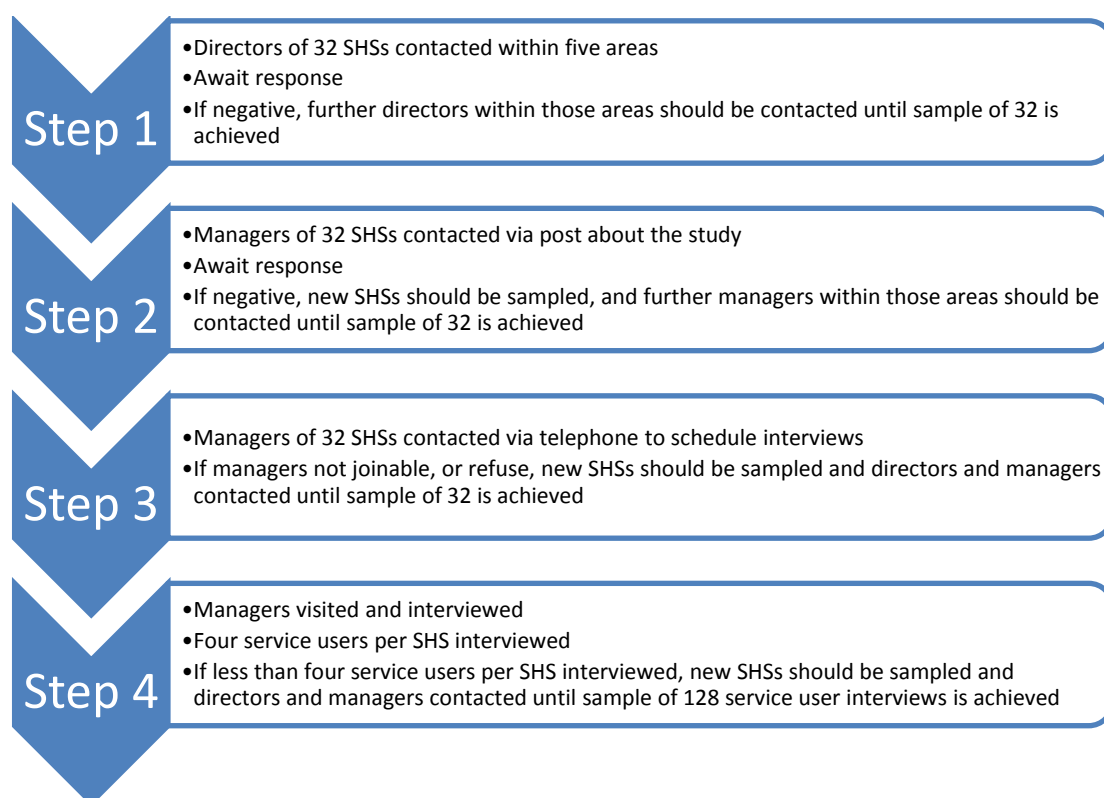 Step 1
•Directors of 32 SHSs contacted within five areas
•Await response
•If negative, further directors within those areas should be contacted until sample of 32 is
achieved
Step 2
•Managers of 32 SHSs contacted via post about the study
•Await response
•If negative, new SHSs should be sampled, and further managers within those areas should be
contacted until sample of 32 is achieved
Step 3
•Managers of 32 SHSs contacted via telephone to schedule interviews
•If managers not joinable, or refuse, new SHSs should be sampled and directors and managers
contacted until sample of 32 is achieved
Step 4
•Managers visited and interviewed
•Four service users per SHS interviewed
•If less than four service users per SHS interviewed, new SHSs should be sampled and
directors and managers contacted until sample of 128 service user interviews is achieved